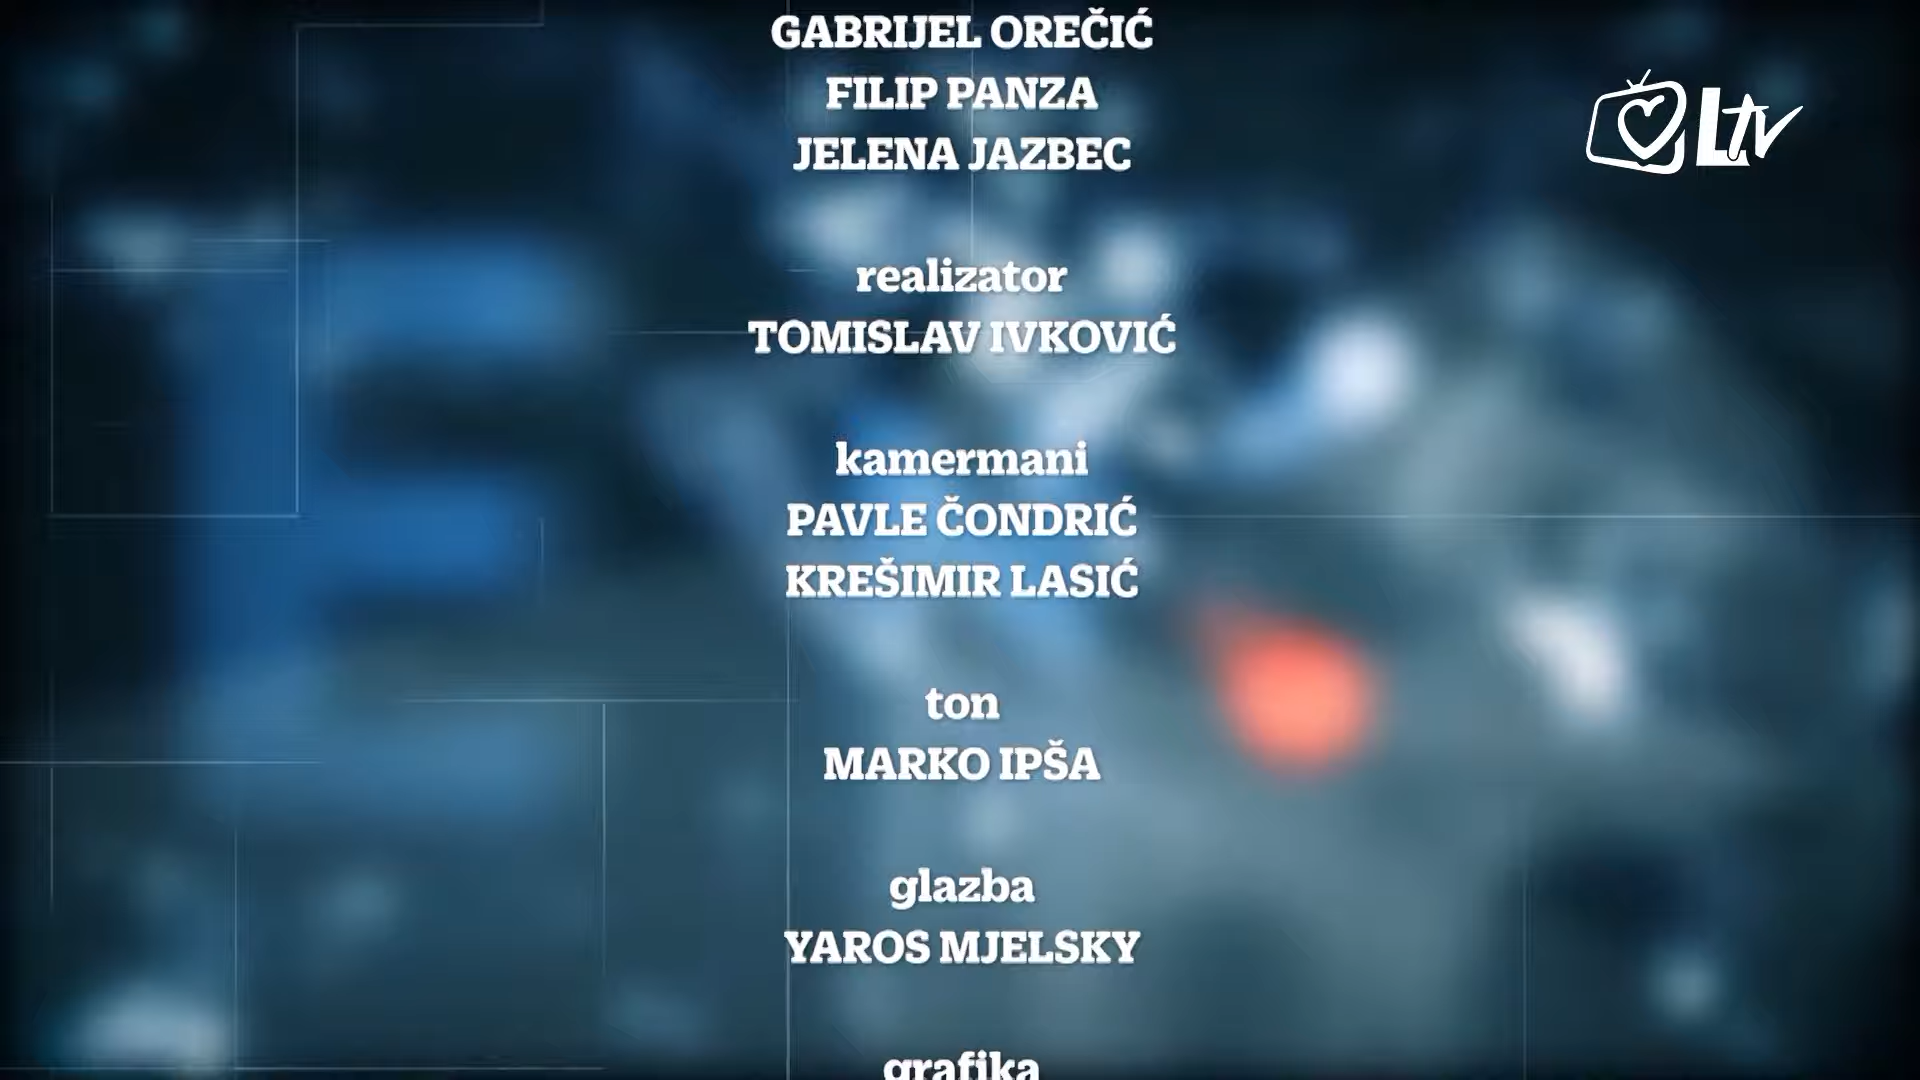 GABRIJEL OREČIĆ
FILIP PANZA
JELENA JAZBEC
LTV
realizator
TOMISLAV IVKOVIĆ
kamermani
PAVLE ČONDRIĆ
KREŠIMIR LASIĆ
ton
MARKO IPŠA
glazba
YAROS MJELSKY
grafika